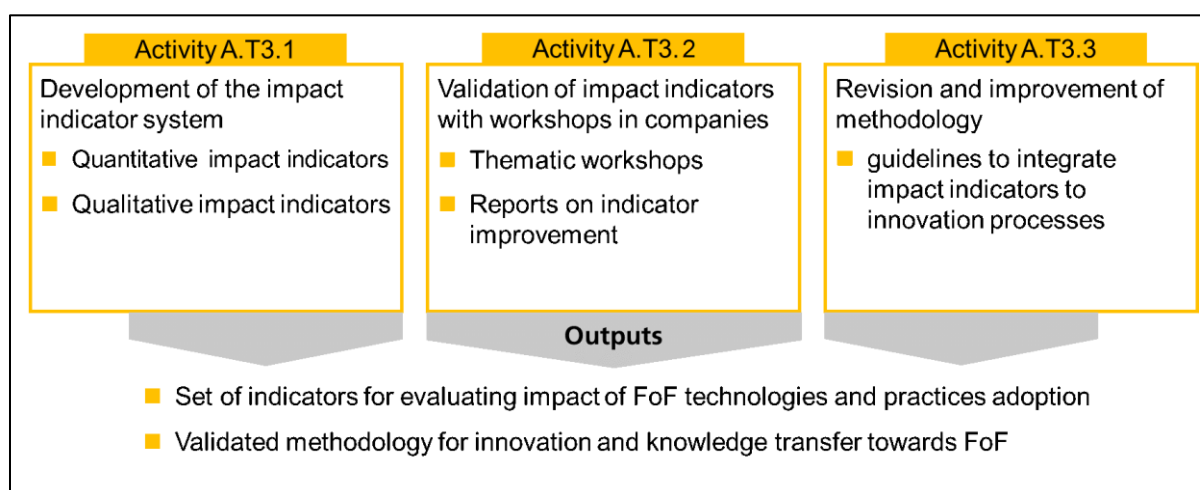 Activity A.T3.1
Development of the impact
indicator system
Quantitative impact indicators
Qualitative impact indicators
Activity A.T3.2
Validation of impact indicators
with workshops in companies
Thematic workshops
Reports on indicator
improvement
Activity A.T3.3
Revision and improvement of
methodology
guidelines to integrate
impact indicators to
innovation processes
Outputs
Set of indicators for evaluating impact of FoF technologies and practices adoption
Validated methodology for innovation and knowledge transfer towards FoF